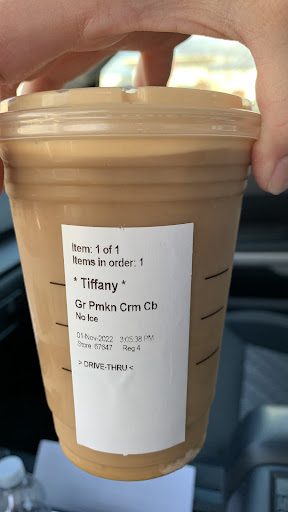 Item: 1 of 1
Items in order: 1
* Tiffany *
Gr Pmkn Crm Cb
No Ice
01-Nov-2022 3:05:38 PM
Store 67647 Reg 4
> DRIVE-THRU <